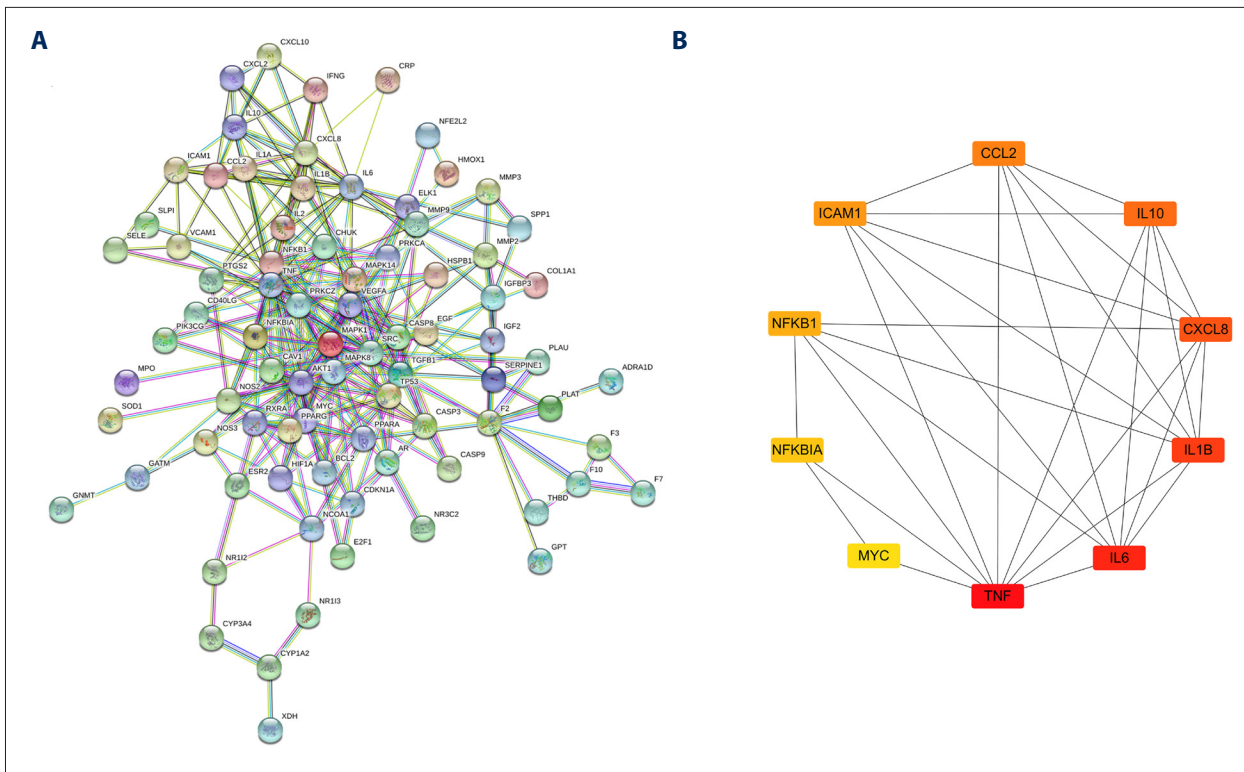 A
B
CXCL10
CXCL2
IFNG
CRP
IL10
NFE2L2
CXCL8
ICAM1
CCL2
IL1A
HMOX1
IL1B
IL6
MMP3
ELK1
SLPI
IL2
MMP9
SPP1
SELE
VCAM1
CHUK
PRKCA
MMP2
NFKB1
MAPK14
HSPB1
PTGS2
TNF
COL1A1
IGFBP3
CD40LG
PRKCZ
VEGFA
PIK3CG
NFKBIA
MAPK1
CASP8
EGF
IGF2
SRC
CAV1
MAPK8
TGFB1
PLAU
MPO
AKT1
SERPINE1
ADRA1D
NOS2
TP53
SOD1
RXRA
MYC
PLAT
PPARG
CASP3
F2
NOS3
PPARA
F3
GATM
ESR2
HIF1A
BCL2
AR
CASP9
F10
F7
GNMT
CDKN1A
THBD
NCOA1
NR3C2
E2F1
GPT
NR1I2
NR1I3
CYP3A4
CYP1A2
XDH
CCL2
ICAM1
IL10
NFKB1
CXCL8
NFKBIA
IL1B
MYC
IL6
TNF